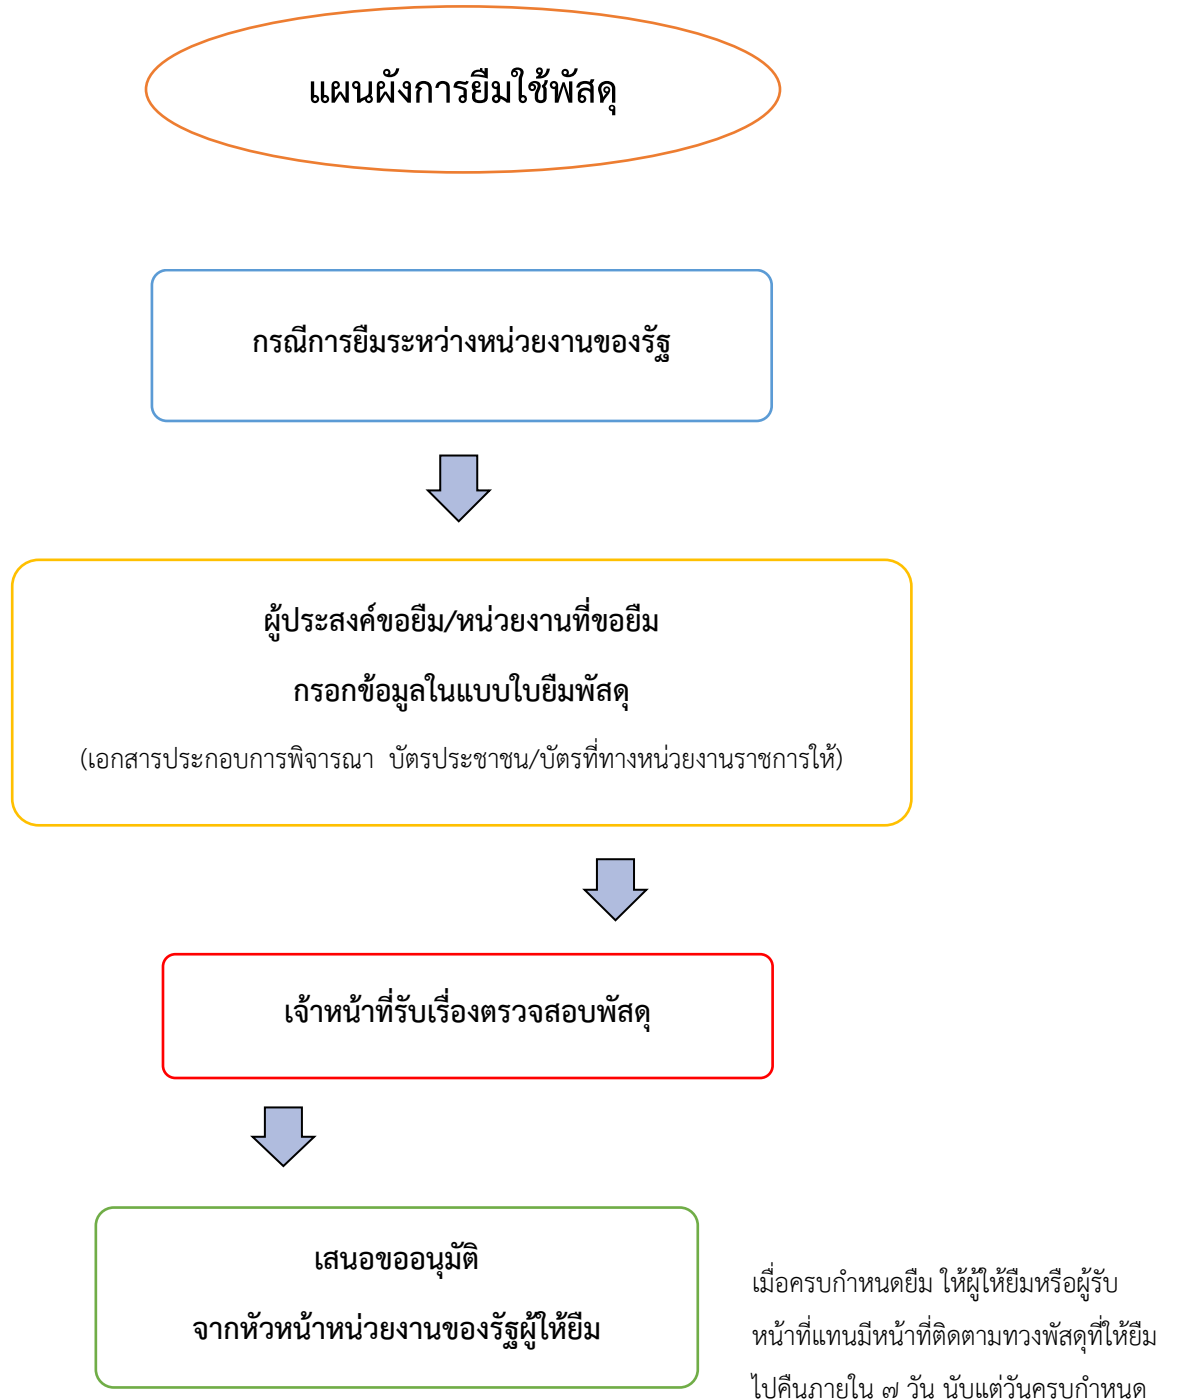 แผนผังการยืมใช้พัสดุ
กรณีการยืมระหว่างหน่วยงานของรัฐ
ผู้ประสงค์ขอยืม/หน่วยงานที่ขอยืม
กรอกข้อมูลในแบบใบยืมพัสดุ
(เอกสารประกอบการพิจารณา บัตรประชาชน/บัตรที่ทางหน่วยงานราชการให้)
เจ้าหน้าที่รับเรื่องตรวจสอบพัสดุ
เสนอขออนุมัติ
จากหัวหน้าหน่วยงานของรัฐผู้ให้ยืม
เมื่อครบกำหนดยืม ให้ผู้ให้ยืมหรือผู้รับ
หน้าที่แทนมีหน้าที่ติดตามทวงพัสดุที่ให้ยืม
ไปคืนภายใน ๗ วัน นับแต่วันครบกำหนด